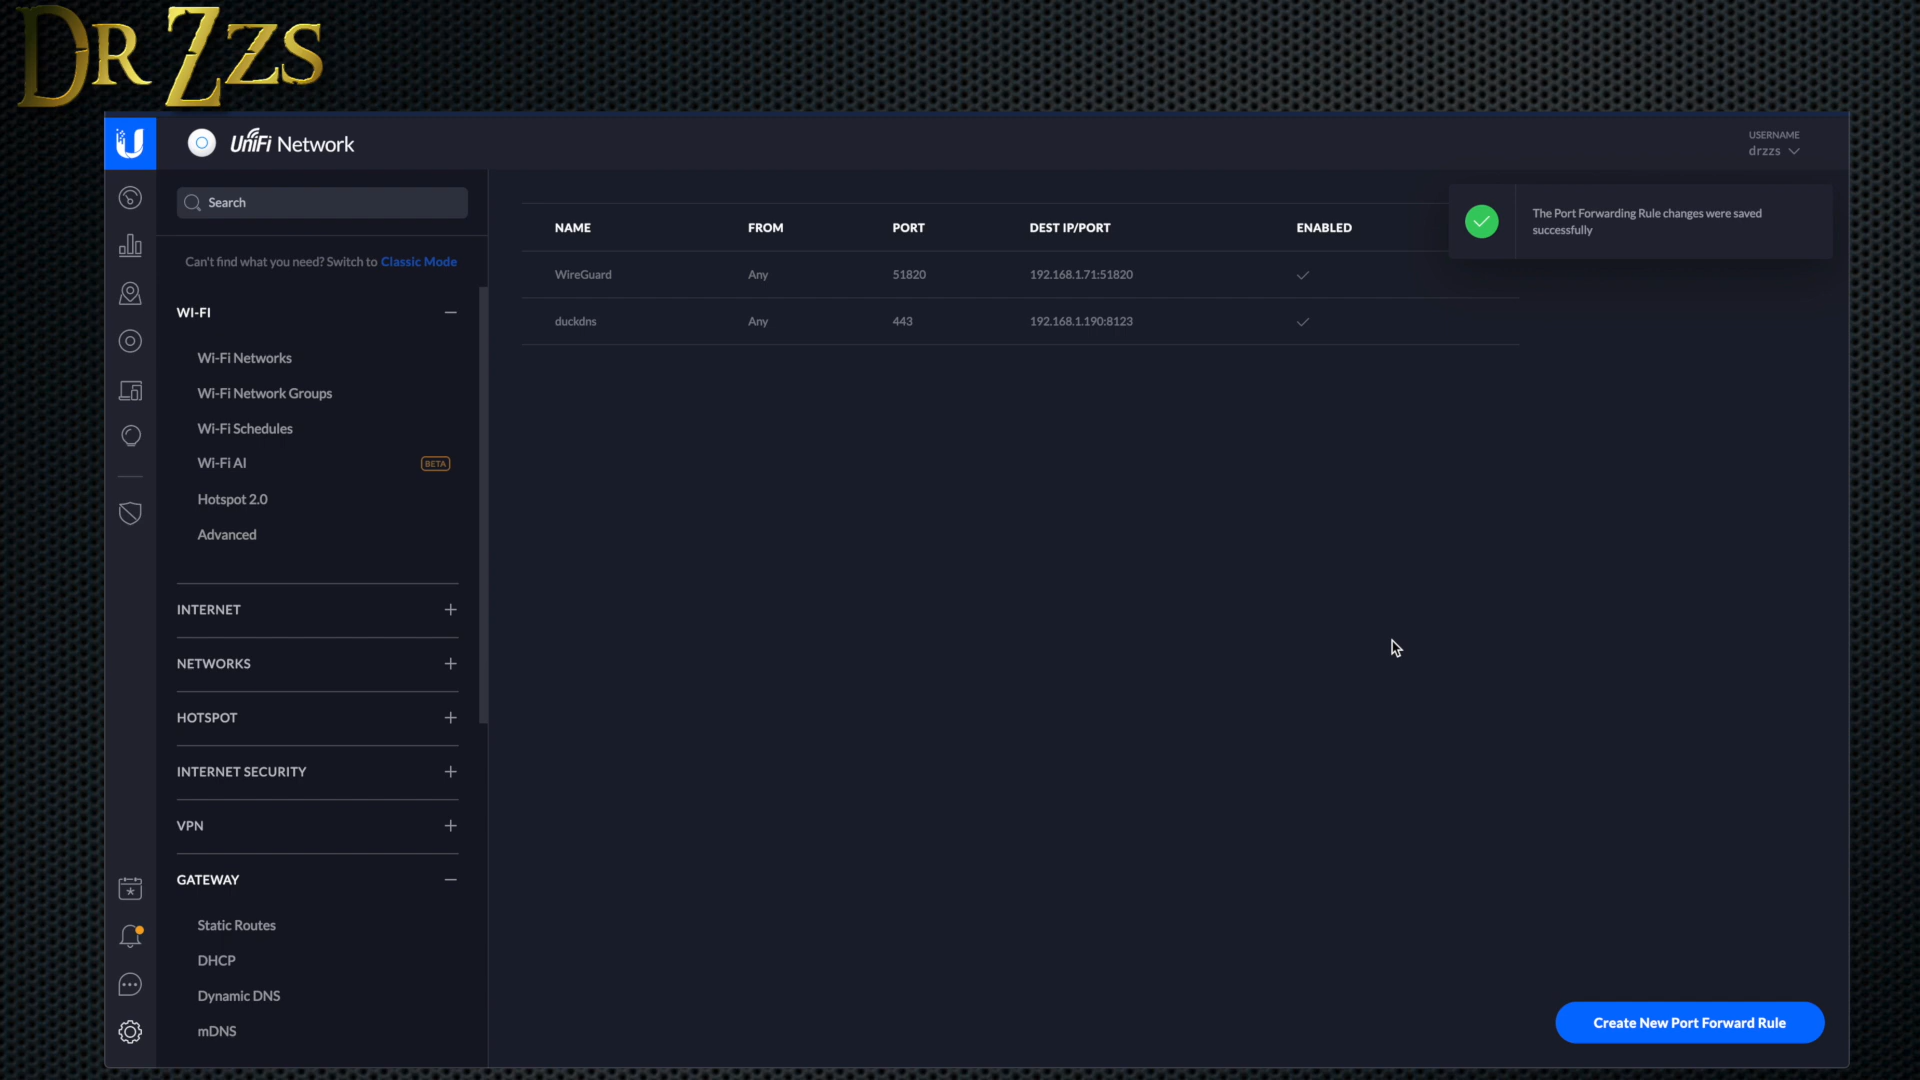 DR ZZS
UniFi Network
USERNAME
drzzs
Search
Can't find what you need? Switch to Classic Mode
WI-FI
Wi-Fi Networks
Wi-Fi Network Groups
Wi-Fi Schedules
Wi-Fi AI BETA
Hotspot 2.0
Advanced
INTERNET
NETWORKS
HOTSPOT
INTERNET SECURITY
VPN
GATEWAY
Static Routes
DHCP
Dynamic DNS
mDNS
NAME FROM PORT DEST IP/PORT ENABLED
WireGuard Any 51820 192.168.1.71:51820
duckdns Any 443 192.168.1.190:8123
The Port Forwarding Rule changes were saved
successfully
Create New Port Forward Rule